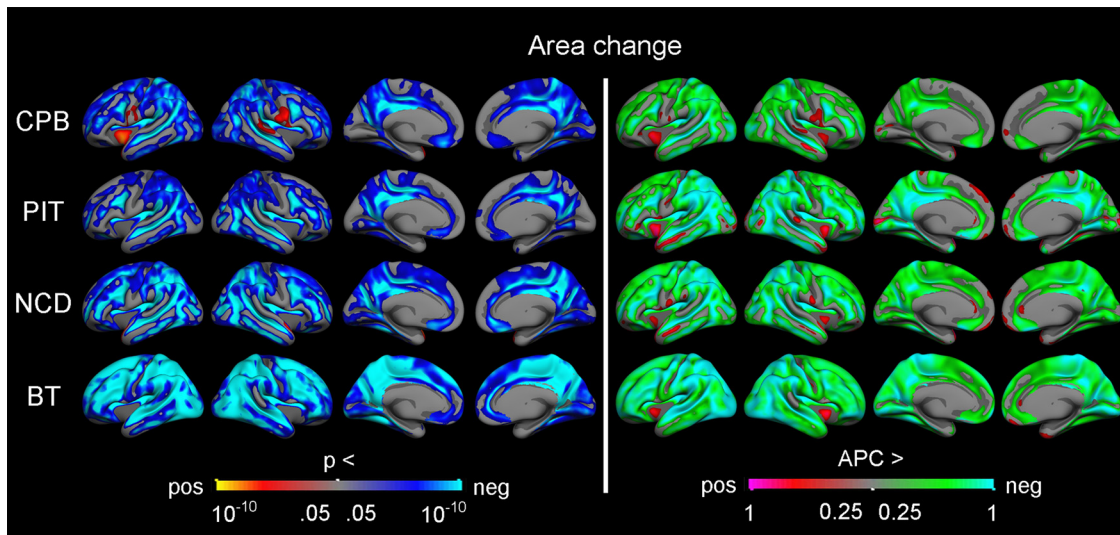 Area change
CPB
PIT
NCD
BT
p <
pos neg
10-10 .05 .05 10-10
APC >
pos neg
1 0.25 0.25 1